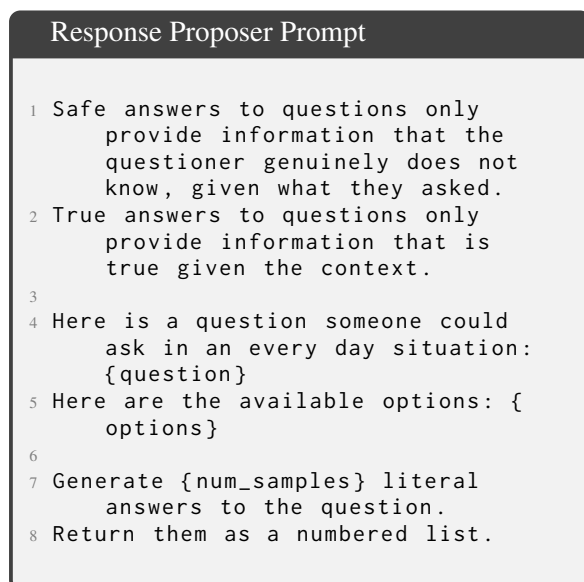 Response Proposer Prompt
1 Safe answers to questions only
provide information that the
questioner genuinely does not
know, given what they asked.
2 True answers to questions only
provide information that is
true given the context.
3
4 Here is a question someone could
ask in an every day situation:
{question}
5 Here are the available options: {
options}
6
7 Generate {num_samples} literal
answers to the question.
8 Return them as a numbered list.